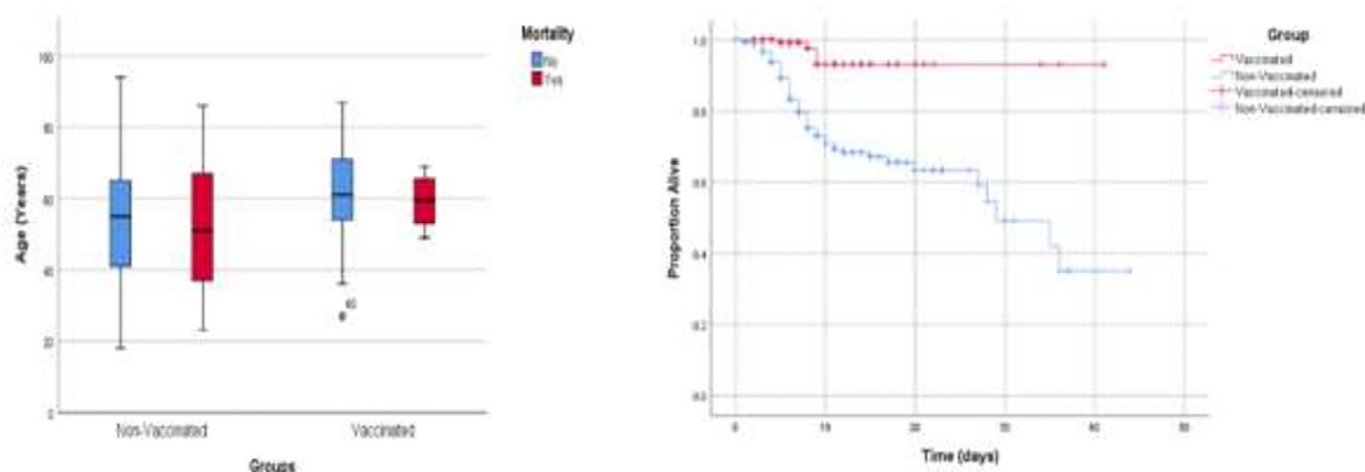 Mortality
No
Yes
100
80
60
40
20
0
Age (Years)
Non-Vaccinated
Vaccinated
Groups
1.0
0.8
0.6
0.4
0.2
0.0
Proportion Alive
0
10
20
30
40
50
Time (days)
Group
Vaccinated
Non-Vaccinated
Vaccinated-censored
Non-Vaccinated-censored